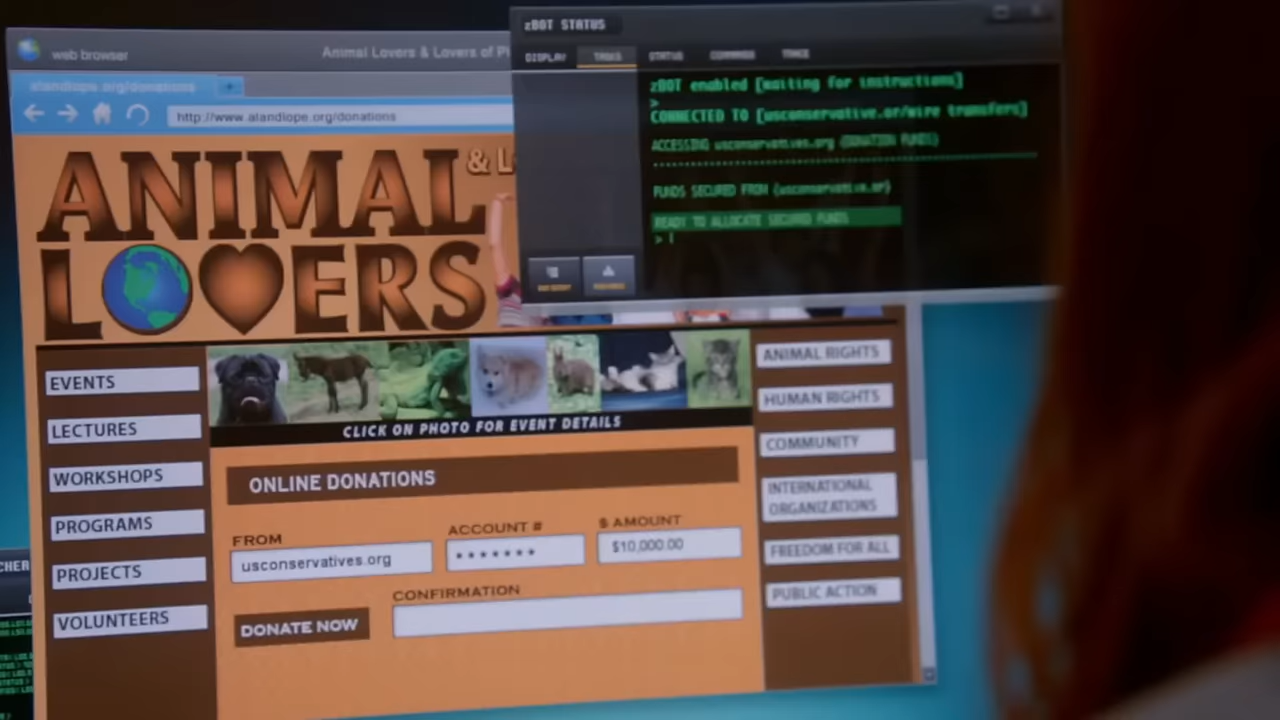 web browser
Animal Lovers & Lovers of
alandlope.org/donations
http://www.alandlope.org/donations
ANIMAL
& L
LOVERS
EVENTS
LECTURES
WORKSHOPS
PROGRAMS
PROJECTS
VOLUNTEERS
CLICK ON PHOTO FOR EVENT DETAILS
ONLINE DONATIONS
FROM
usconservatives.org
ACCOUNT #
*******
$ AMOUNT
$10,000.00
CONFIRMATION
DONATE NOW
ANIMAL RIGHTS
HUMAN RIGHTS
COMMUNITY
INTERNATIONAL
ORGANIZATIONS
FREEDOM FOR ALL
PUBLIC ACTION
zBOT STATUS
DISPLAY TASKS STATUS COMMANDS TRACE
zBOT enabled [waiting for instructions]
>
CONNECTED TO [usconservative.or/wire transfers]
ACCESSING usconservatives.org (DONATION FUNDS)
FUNDS SECURED FROM (usconservative.or)
READY TO ALLOCATE SECURED FUNDS
>
CHER